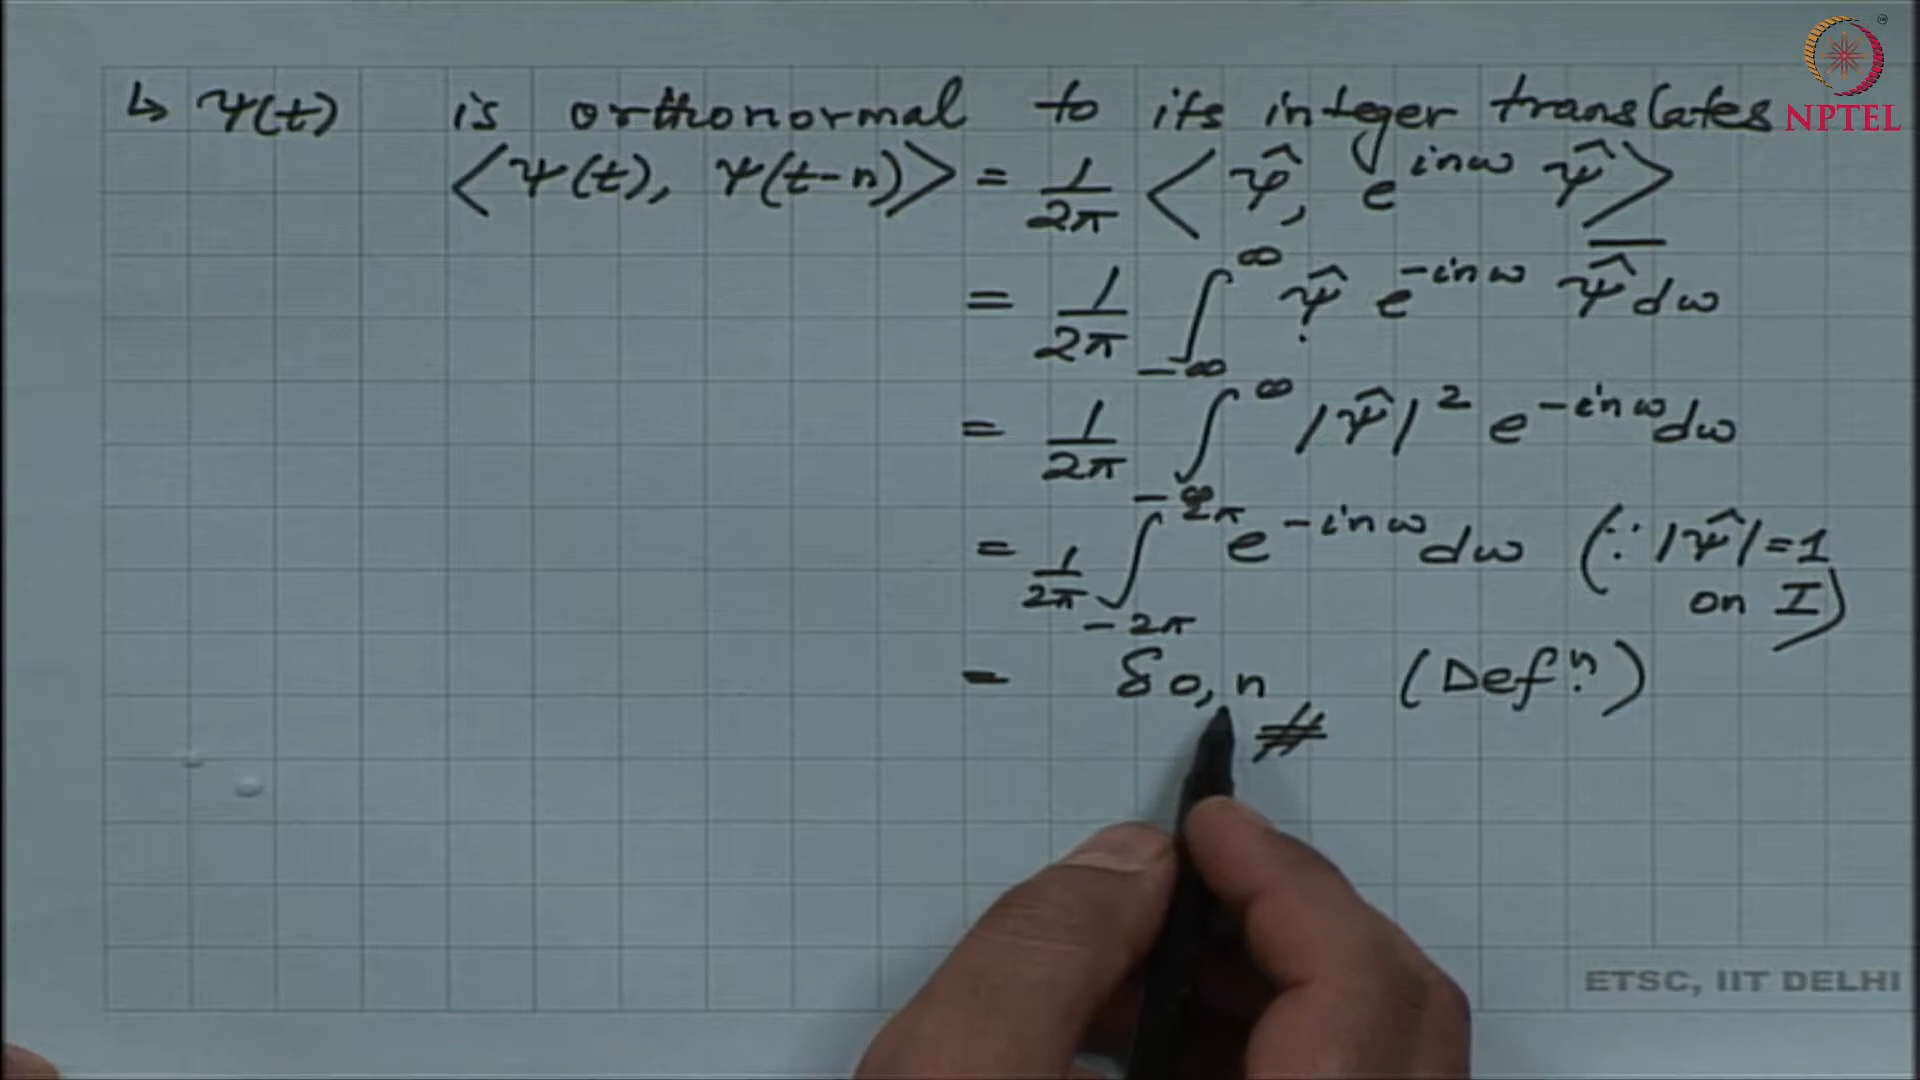 ↳ ψ(t) is orthonormal to its integer translates
NPTEL
⟨ψ(t), ψ(t-n)⟩ = 1/2π ⟨ψ̂, e^{inω} ψ̂⟩
= 1/2π ∫_{-∞}^{∞} ψ̂ e^{-inω} \overline{ψ̂} dω
= 1/2π ∫_{-∞}^{∞} |ψ̂|² e^{-inω} dω
= 1/2π ∫_{-2π}^{2π} e^{-inω} dω (∵ |ψ̂| = 1
on I)
= δ0,n (Defⁿ.)
#
ETSC, IIT DELHI